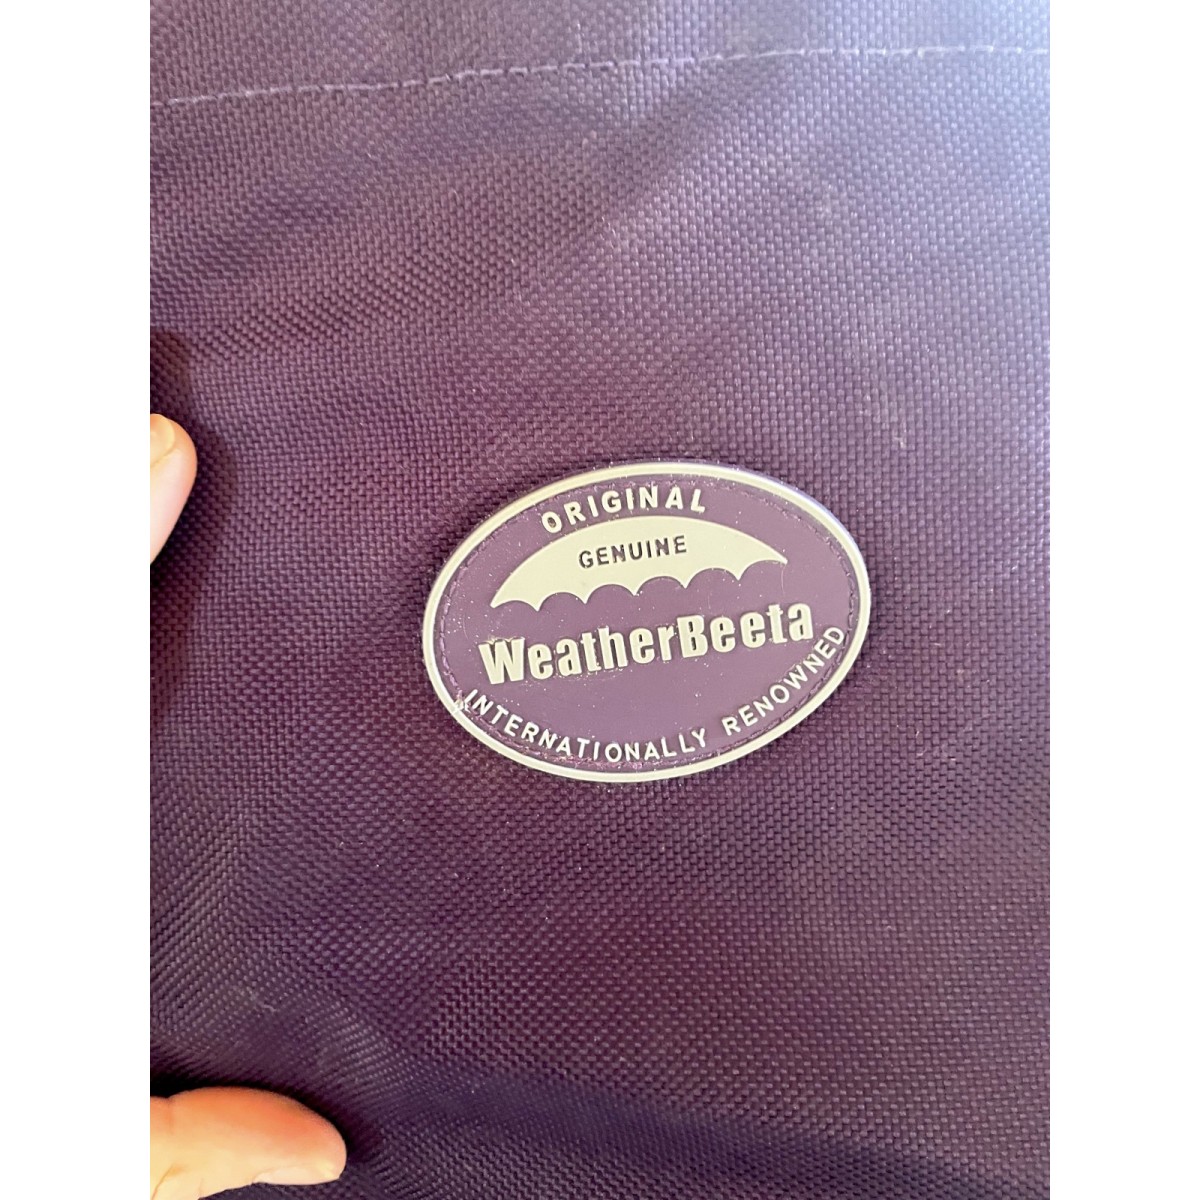 ORIGINAL
GENUINE
WeatherBeeta
INTERNATIONALLY RENOWNED